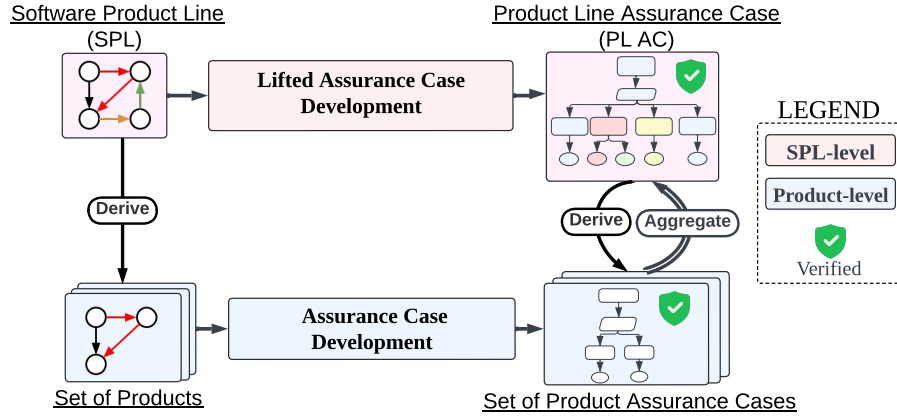 Software Product Line
(SPL)
Product Line Assurance Case
(PL AC)
Lifted Assurance Case
Development
LEGEND
SPL-level
Product-level
Verified
Derive
Derive
Aggregate
Assurance Case
Development
Set of Products
Set of Product Assurance Cases